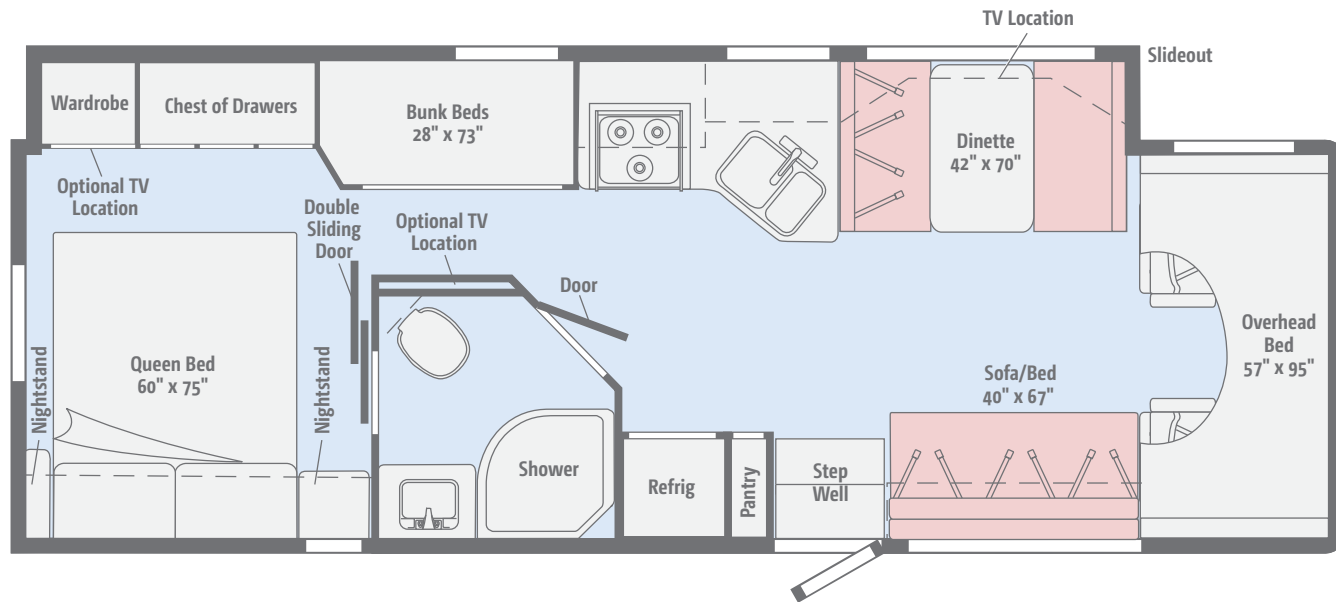 TV Location
Slideout
Wardrobe
Chest of Drawers
Bunk Beds
28" x 73"
Dinette
42" x 70"
Optional TV
Location
Double
Sliding
Door
Optional TV
Location
Door
Overhead
Bed
57" x 95"
Nightstand
Queen Bed
60" x 75"
Nightstand
Sofa/Bed
40" x 67"
Shower
Refrig
Pantry
Step
Well